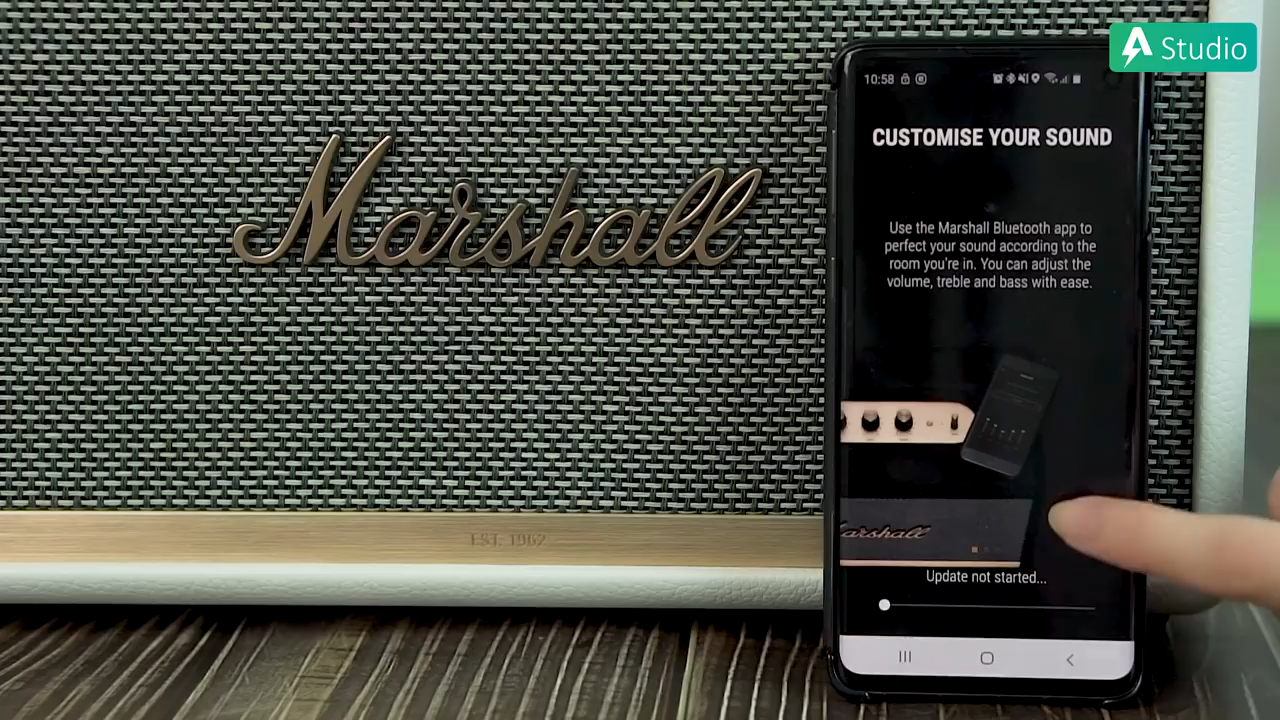 Studio
Marshall
EST. 1962
10:58
CUSTOMISE YOUR SOUND
Use the Marshall Bluetooth app to
perfect your sound according to the
room you're in. You can adjust the
volume, treble and bass with ease.
Marshall
Update not started...